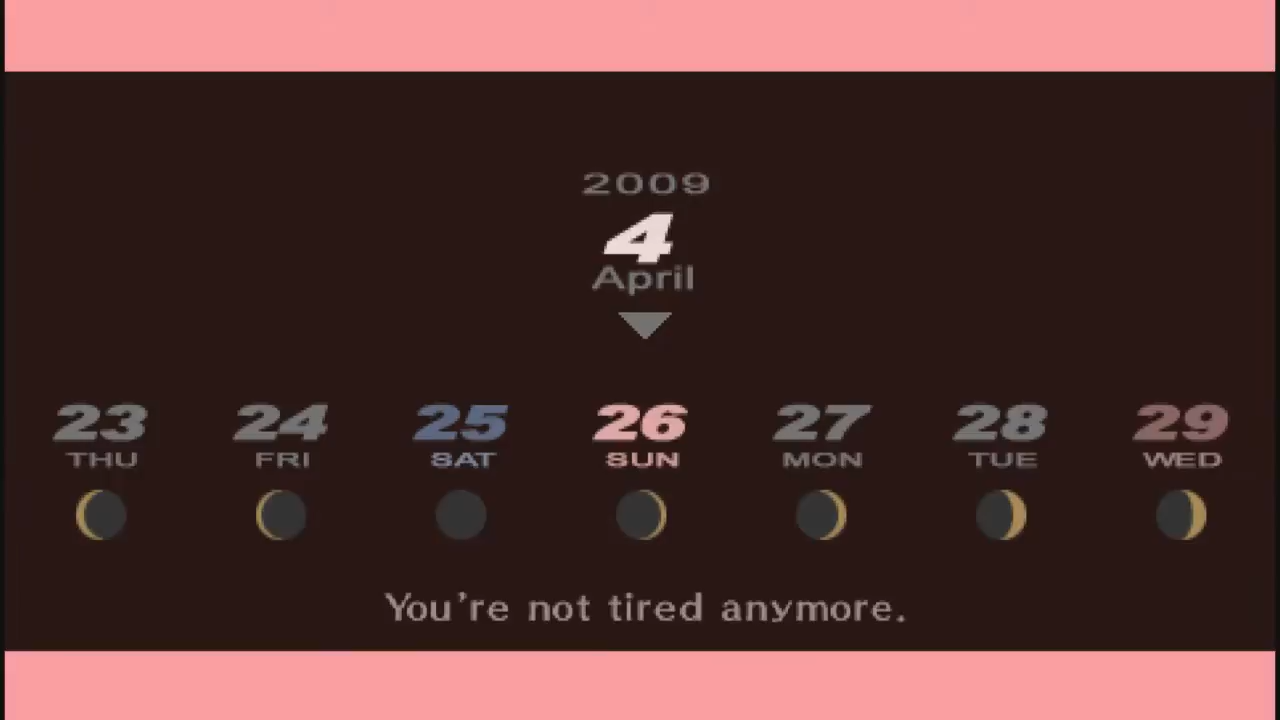 2009
4
April
23 24 25 26 27 28 29
THU FRI SAT SUN MON TUE WED
You're not tired anymore.